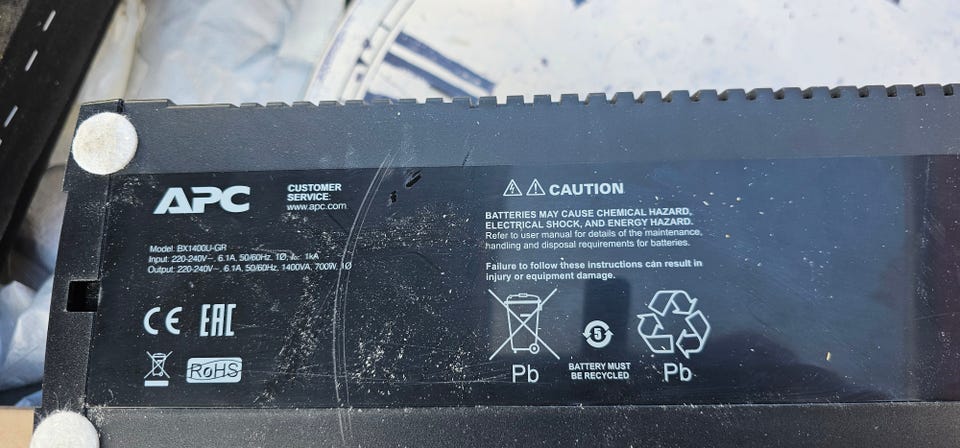 APC
CUSTOMER
SERVICE:
www.apc.com
Model: BX1400U-GR
Input: 220-240V~, 6.1A, 50/60Hz, 1Ø, Icc: 1kA
Output: 220-240V~, 6.1A, 50/60Hz, 1400VA, 700W, 1Ø
CE EAC
RoHS
CAUTION
BATTERIES MAY CAUSE CHEMICAL HAZARD,
ELECTRICAL SHOCK, AND ENERGY HAZARD.
Refer to user manual for details of the maintenance,
handling and disposal requirements for batteries.
Failure to follow these instructions can result in
injury or equipment damage.
5
Pb
BATTERY MUST
BE RECYCLED
Pb